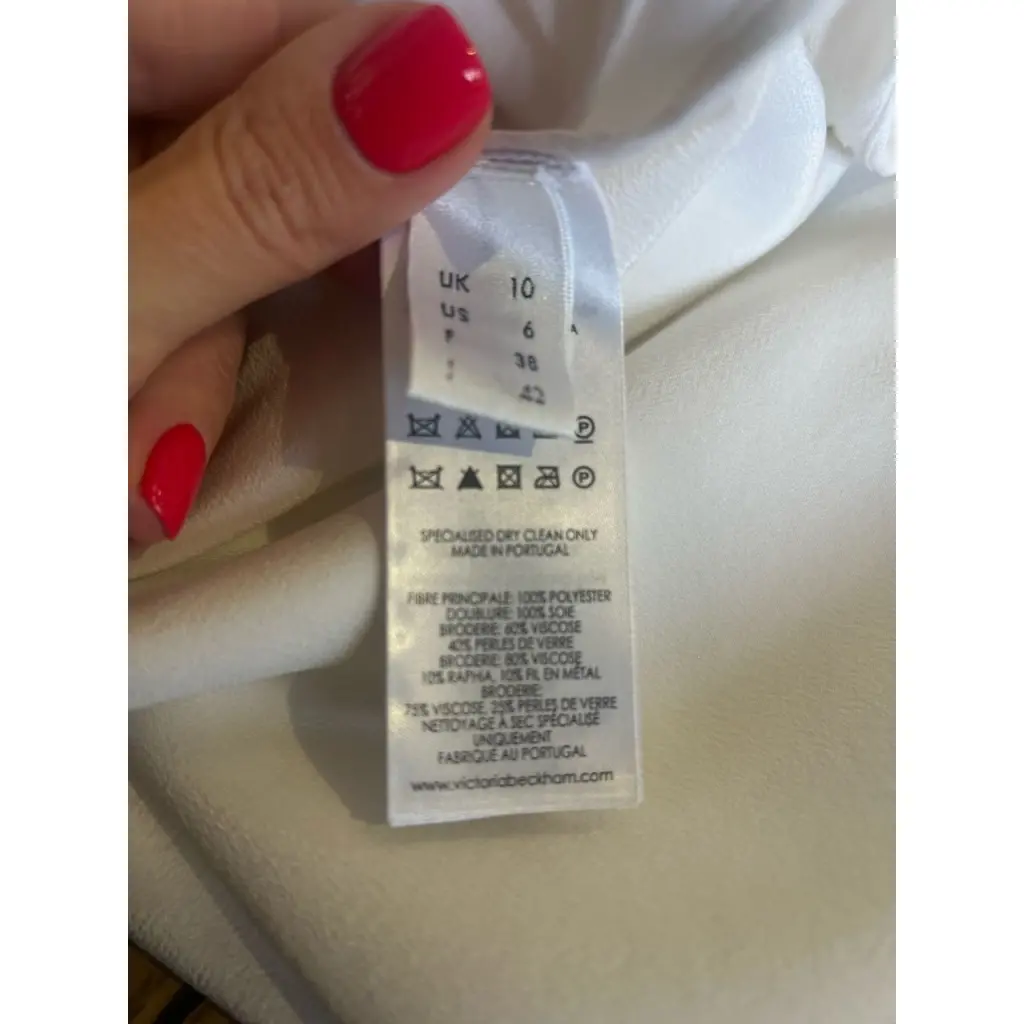 UK 10
US 6
F 38
42
A
P
P
SPECIALISED DRY CLEAN ONLY
MADE IN PORTUGAL
FIBRE PRINCIPALE: 100% POLYESTER
DOUBLURE: 100% SOIE
BRODERIE: 60% VISCOSE
40% PERLES DE VERRE
BRODERIE: 80% VISCOSE
10% RAPHIA, 10% FIL EN MÉTAL
BRODERIE:
75% VISCOSE, 25% PERLES DE VERRE
NETTOYAGE À SEC SPÉCIALISÉ
UNIQUEMENT
FABRIQUÉ AU PORTUGAL
www.victoriabeckham.com